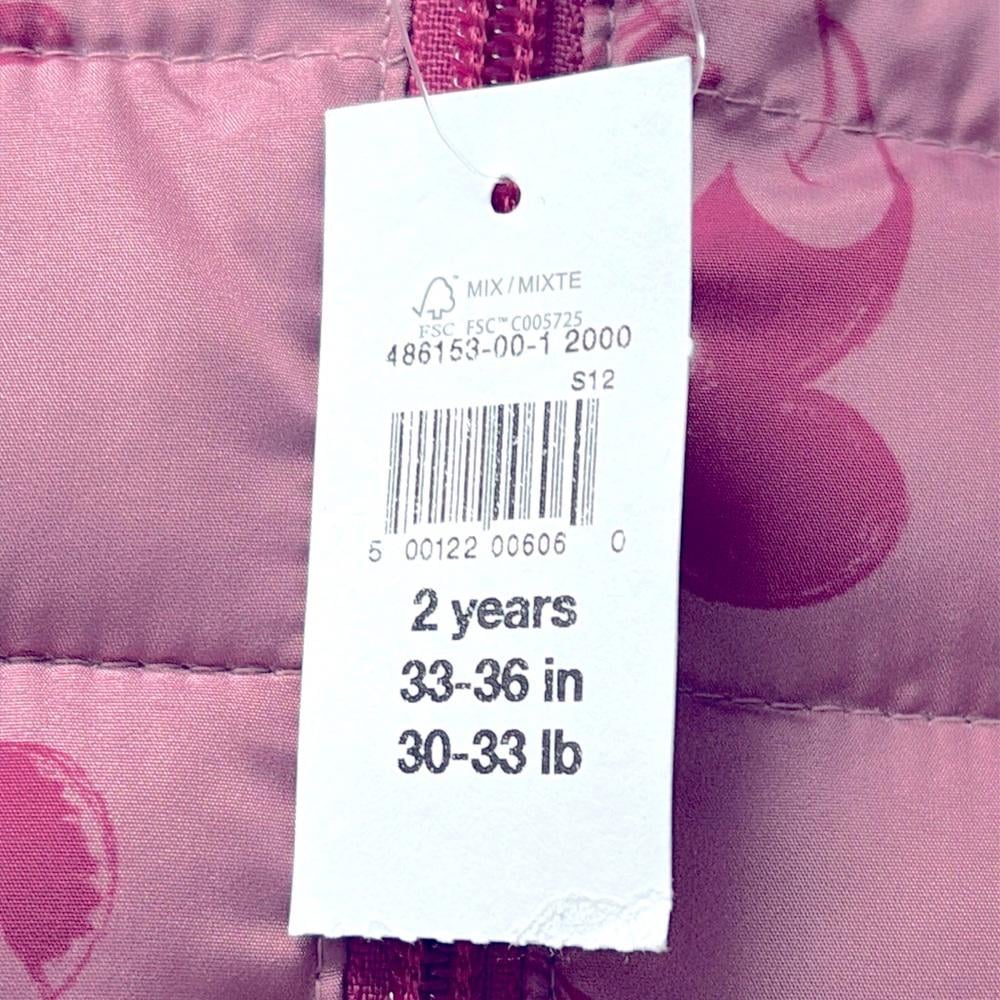 MIX / MIXTE
FSC FSC™ C005725
486153-00-1 2000
S12
5 00122 00606 0
2 years
33-36 in
30-33 lb